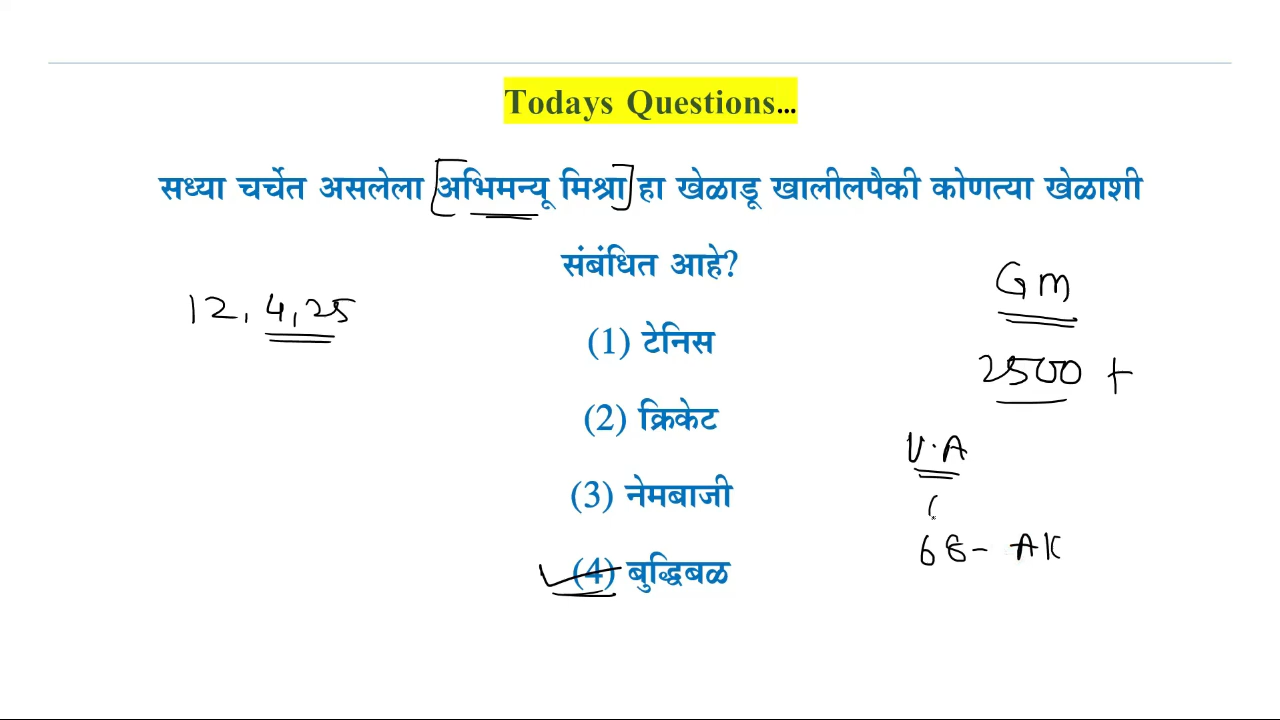 Todays Questions...
सध्या चर्चेत असलेला अभिमन्यू मिश्रा हा खेळाडू खालीलपैकी कोणत्या खेळाशी
संबंधित आहे?
12, 4, 25
GM
2500 +
(1) टेनिस
(2) क्रिकेट
V.A
(3) नेमबाजी
68- AK
(4) बुद्धिबळ